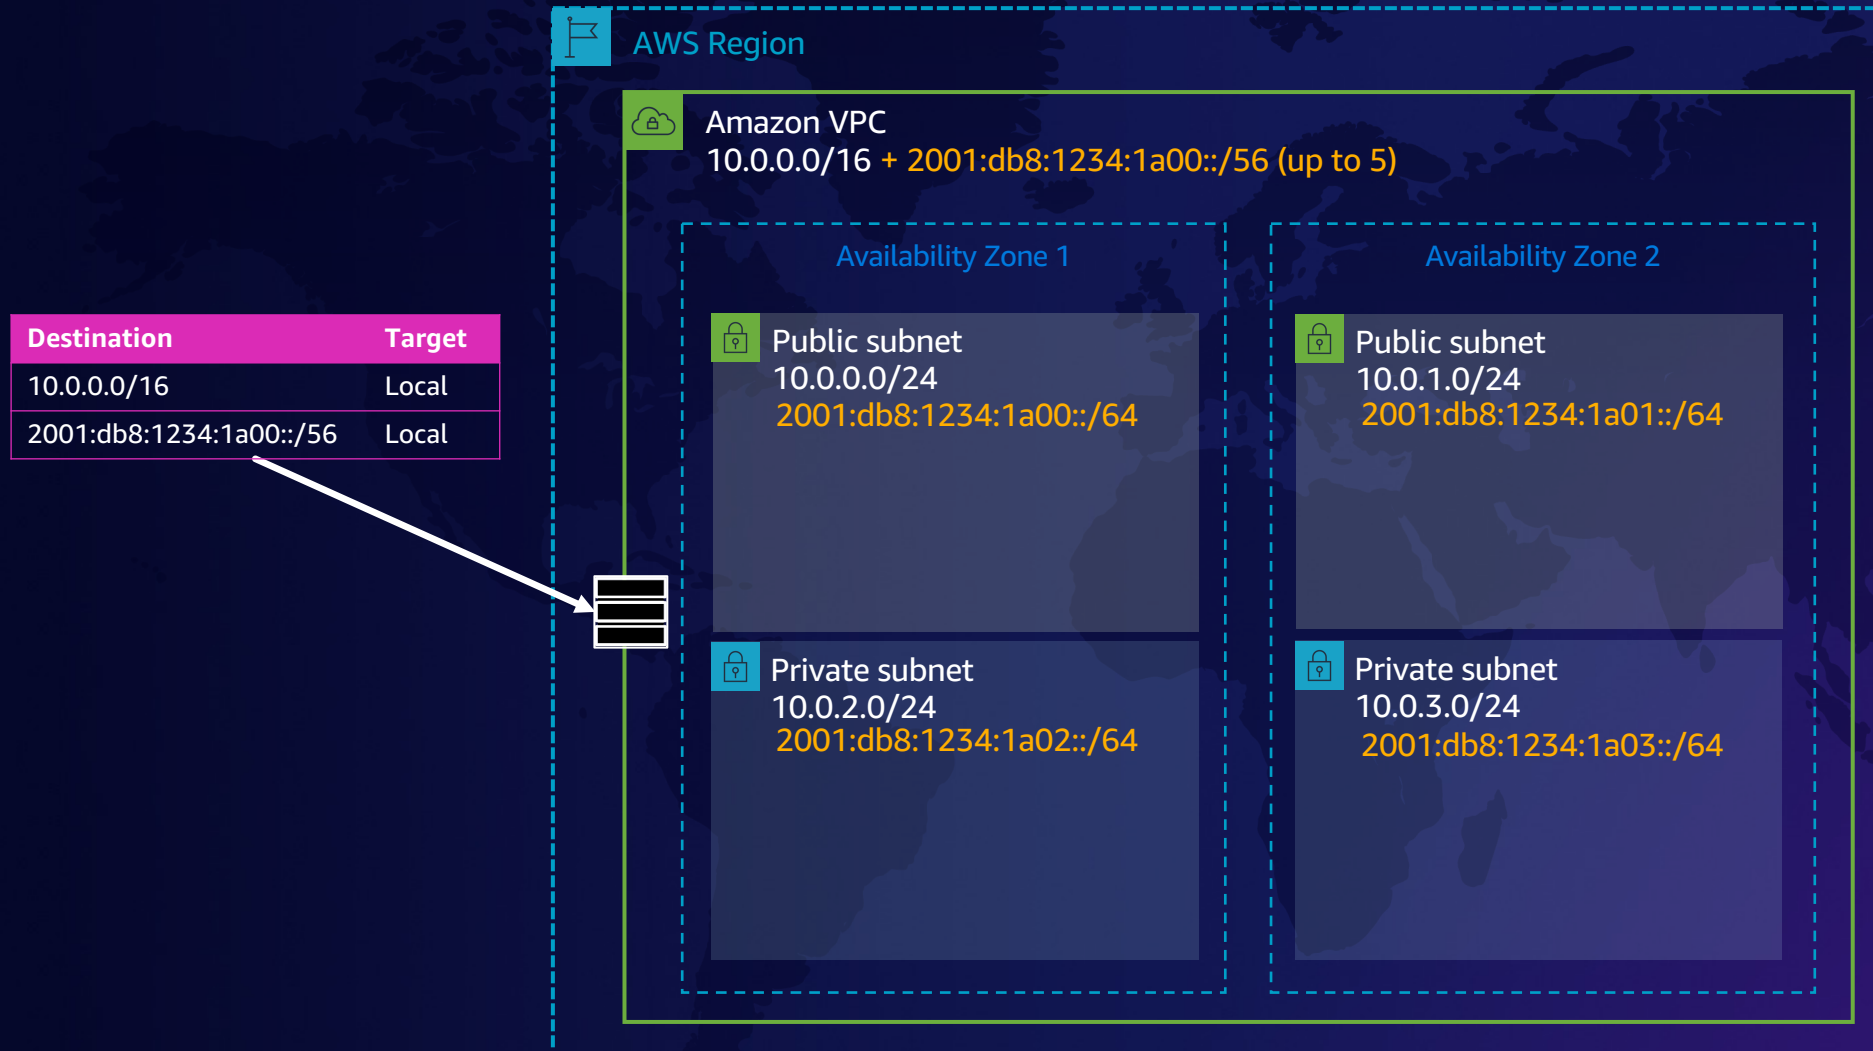 AWS Region
Amazon VPC
10.0.0.0/16 + 2001:db8:1234:1a00::/56 (up to 5)
Availability Zone 1
Availability Zone 2
Destination Target
10.0.0.0/16 Local
2001:db8:1234:1a00::/56 Local
Public subnet
10.0.0.0/24
2001:db8:1234:1a00::/64
Public subnet
10.0.1.0/24
2001:db8:1234:1a01::/64
Private subnet
10.0.2.0/24
2001:db8:1234:1a02::/64
Private subnet
10.0.3.0/24
2001:db8:1234:1a03::/64